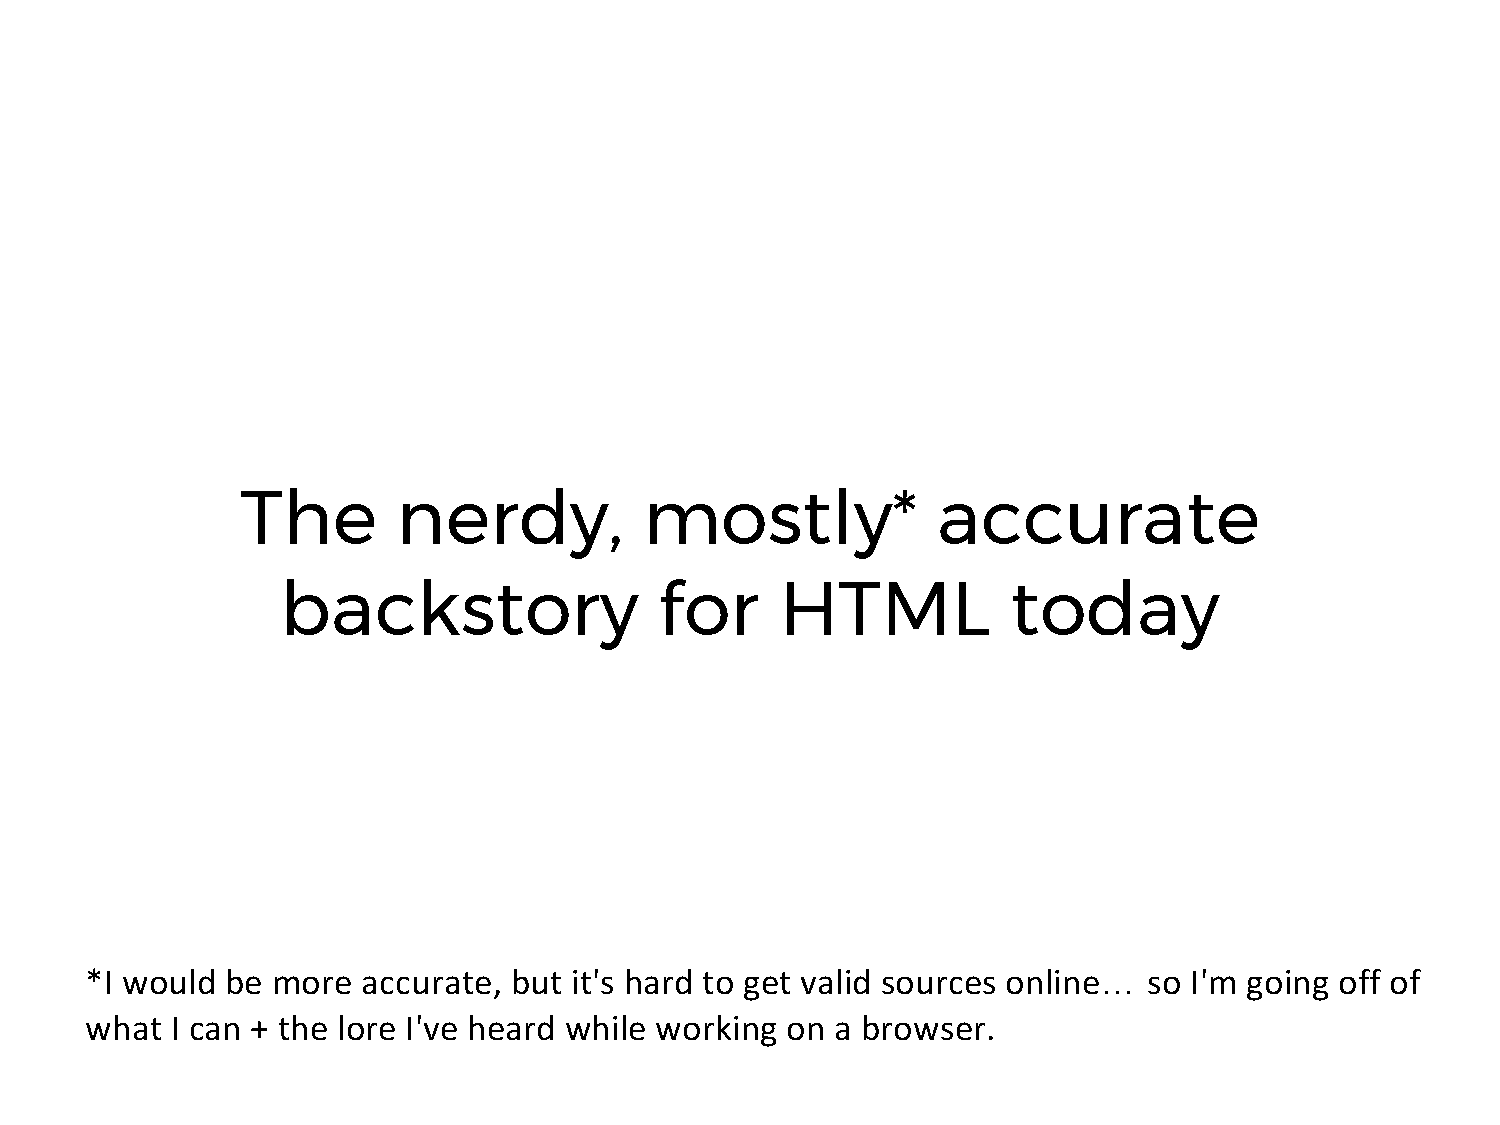 The nerdy, mostly* accurate
backstory for HTML today
*I would be more accurate, but it's hard to get valid sources online… so I'm going off of
what I can + the lore I've heard while working on a browser.